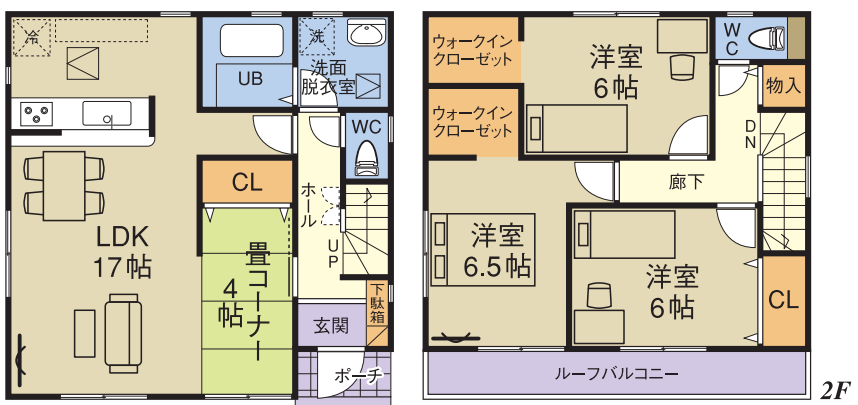 冷
UB
洗
洗面
脱衣室
WC
CL
ホール
UP
LDK
17帖
畳コーナー
4帖
下駄箱
玄関
ポーチ
ウォークイン
クローゼット
洋室
6帖
WC
物入
ウォークイン
クローゼット
DN
廊下
洋室
6.5帖
洋室
6帖
CL
ルーフバルコニー
2F